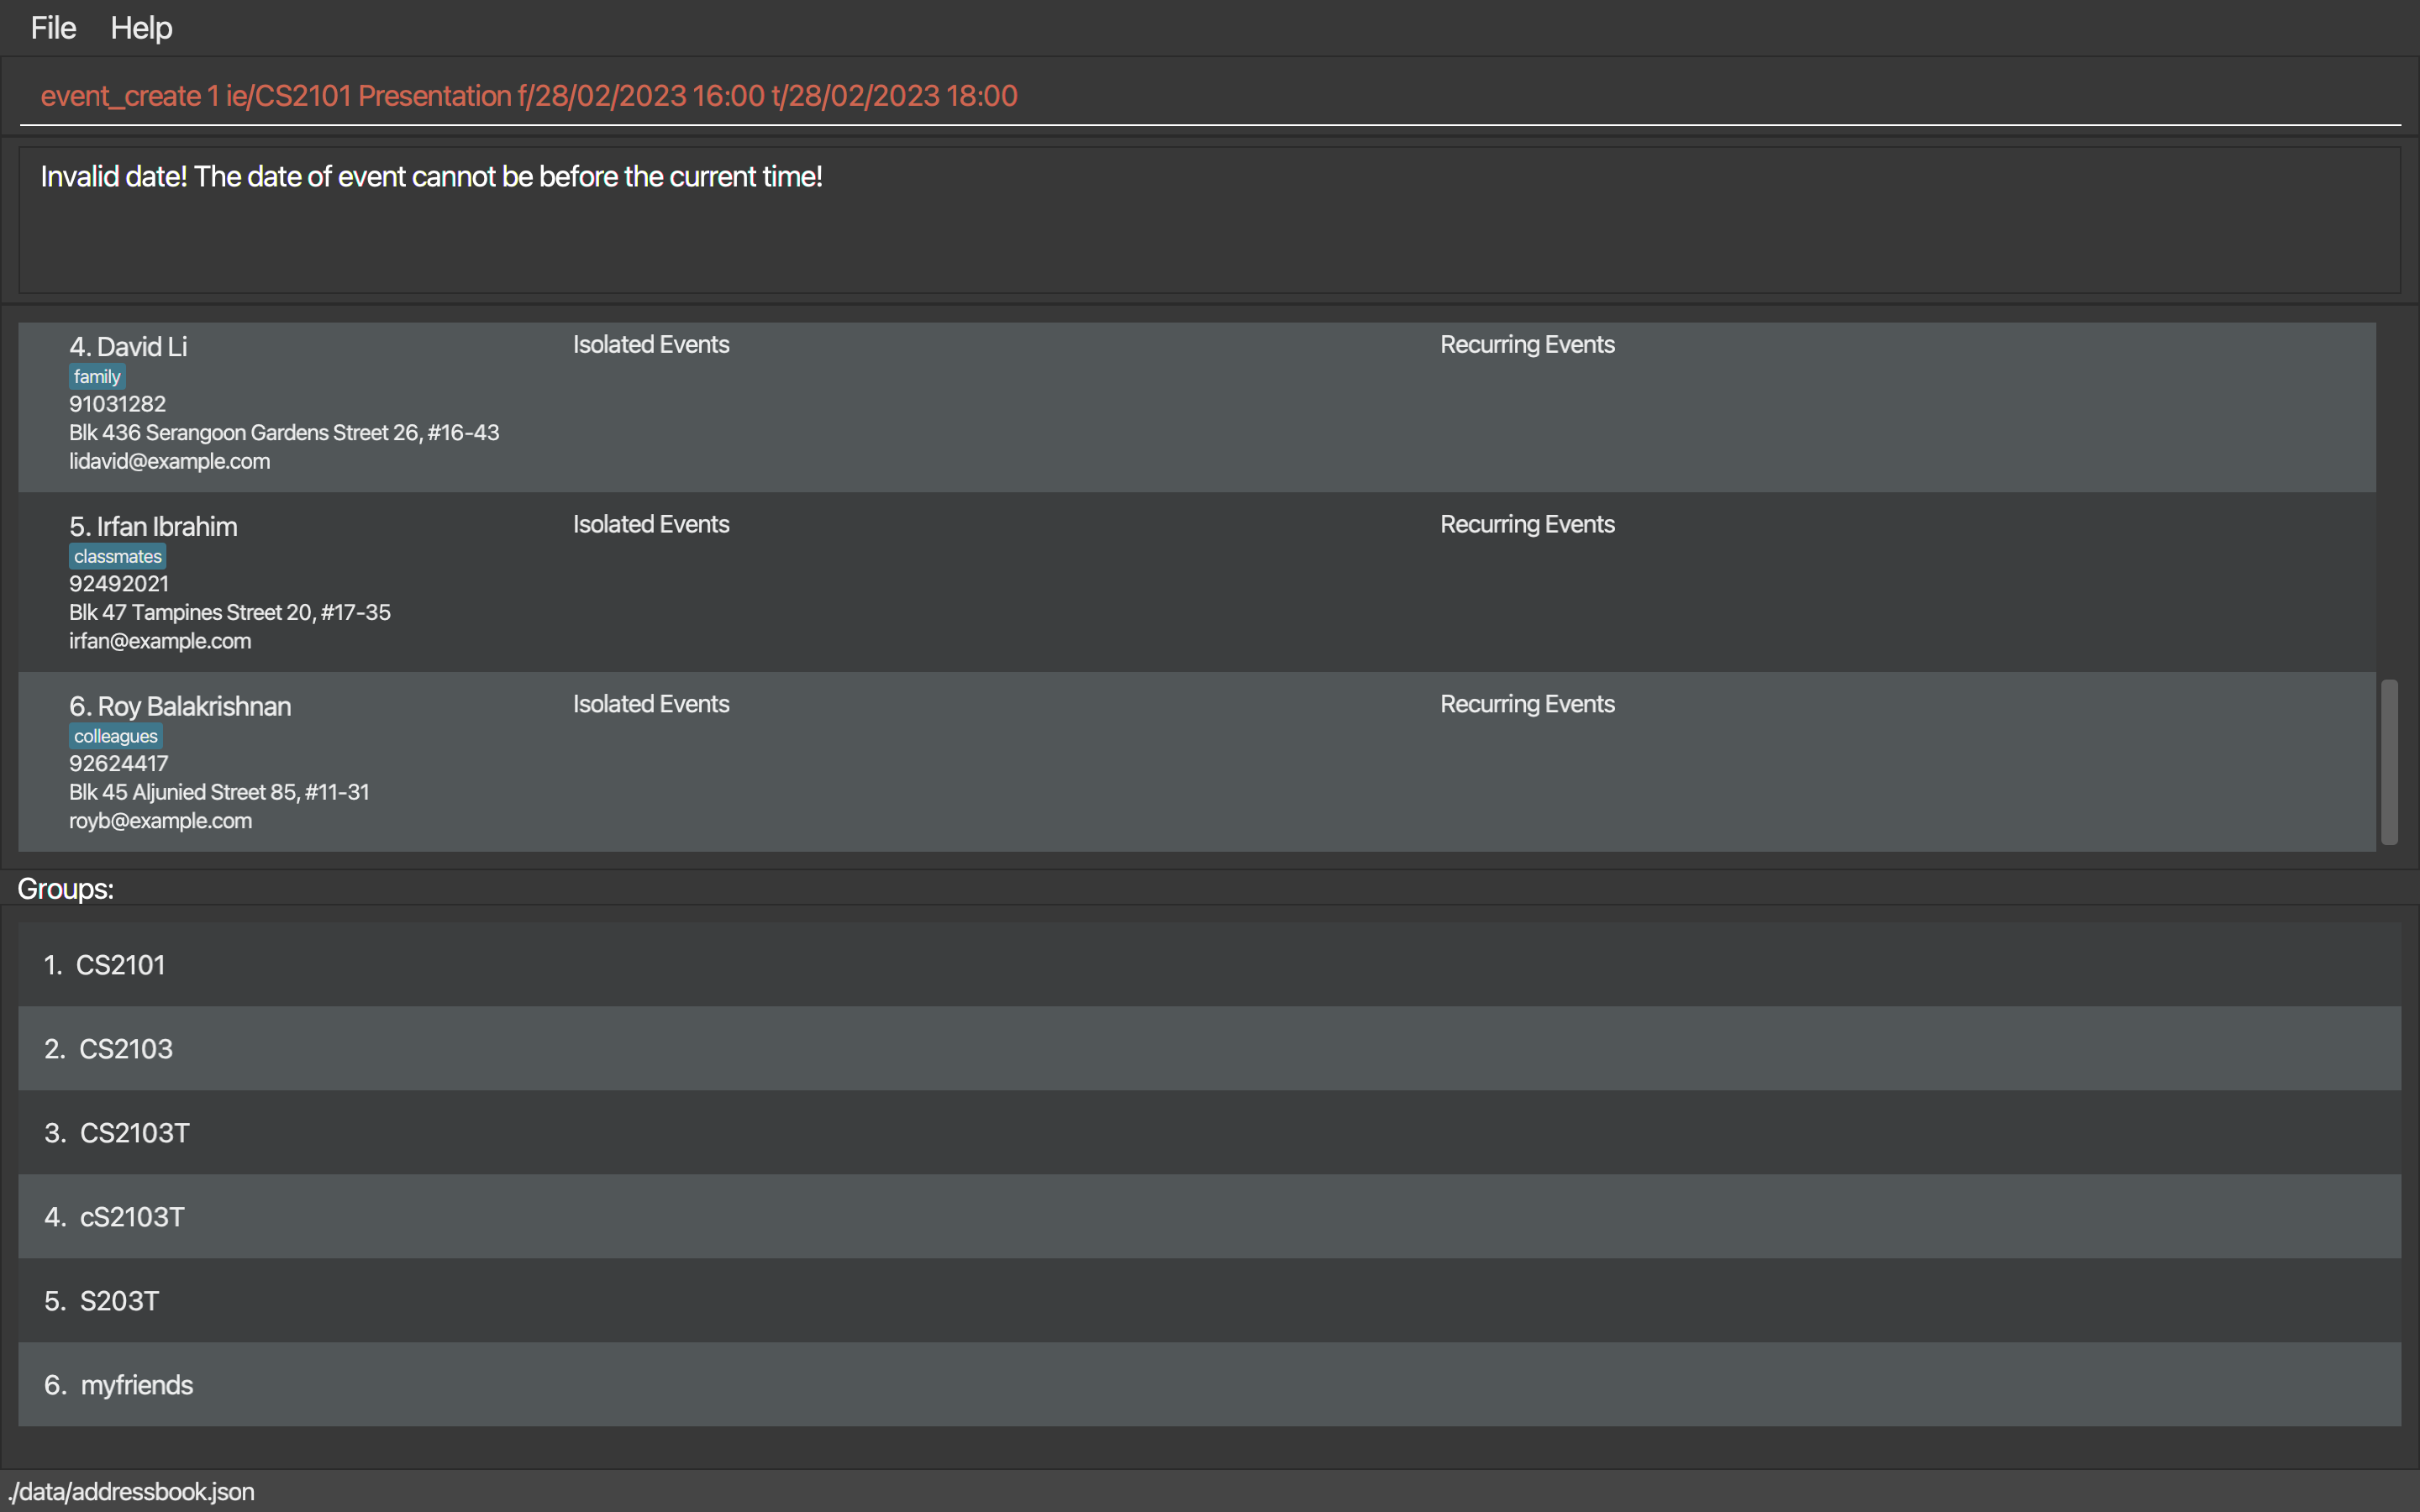 File Help
event_create 1 ie/CS2101 Presentation f/28/02/2023 16:00 t/28/02/2023 18:00
Invalid date! The date of event cannot be before the current time!
4. David Li Isolated Events Recurring Events
family
91031282
Blk 436 Serangoon Gardens Street 26, #16-43
lidavid@example.com
5. Irfan Ibrahim Isolated Events Recurring Events
classmates
92492021
Blk 47 Tampines Street 20, #17-35
irfan@example.com
6. Roy Balakrishnan Isolated Events Recurring Events
colleagues
92624417
Blk 45 Aljunied Street 85, #11-31
royb@example.com
Groups:
1. CS2101
2. CS2103
3. CS2103T
4. cS2103T
5. S203T
6. myfriends
./data/addressbook.json